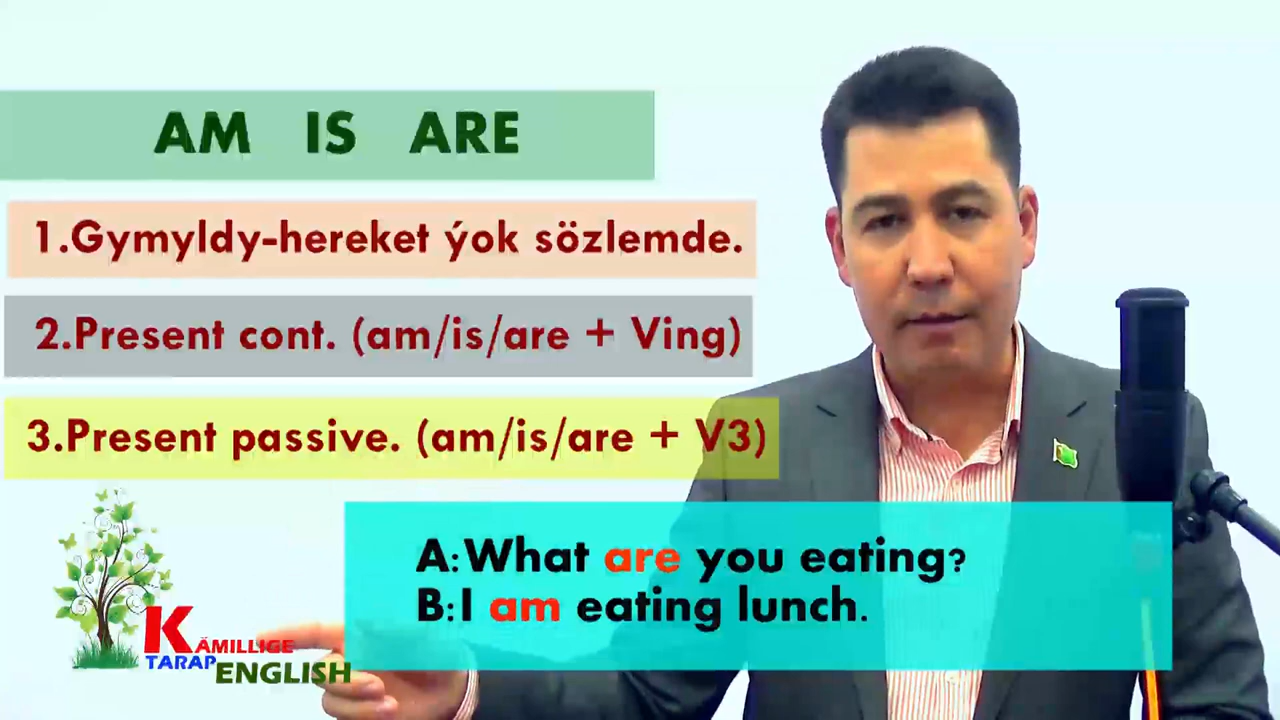 AM IS ARE
1.Gymyldy-hereket ýok sözlemde.
2.Present cont. (am/is/are + Ving)
3.Present passive. (am/is/are + V3)
A:What are you eating?
B:I am eating lunch.
KÄMILLIGE
TARAP ENGLISH